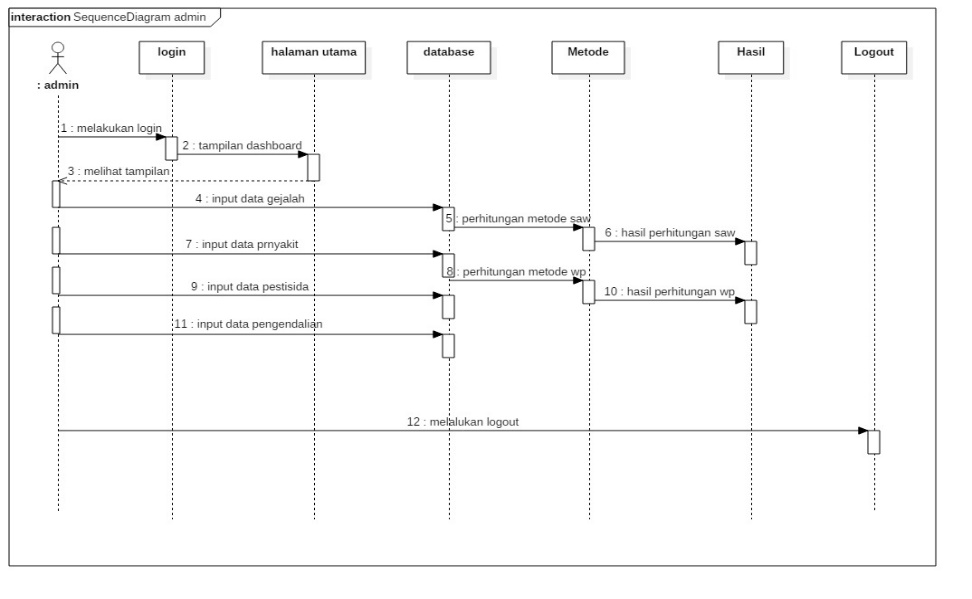 interaction SequenceDiagram admin
login
halaman utama
database
Metode
Hasil
Logout
: admin
1 : melakukan login
2 : tampilan dashboard
3 : melihat tampilan
4 : input data gejalah
5 : perhitungan metode saw
6 : hasil perhitungan saw
7 : input data prnyakit
8 : perhitungan metode wp
9 : input data pestisida
10 : hasil perhitungan wp
11 : input data pengendalian
12 : melalukan logout